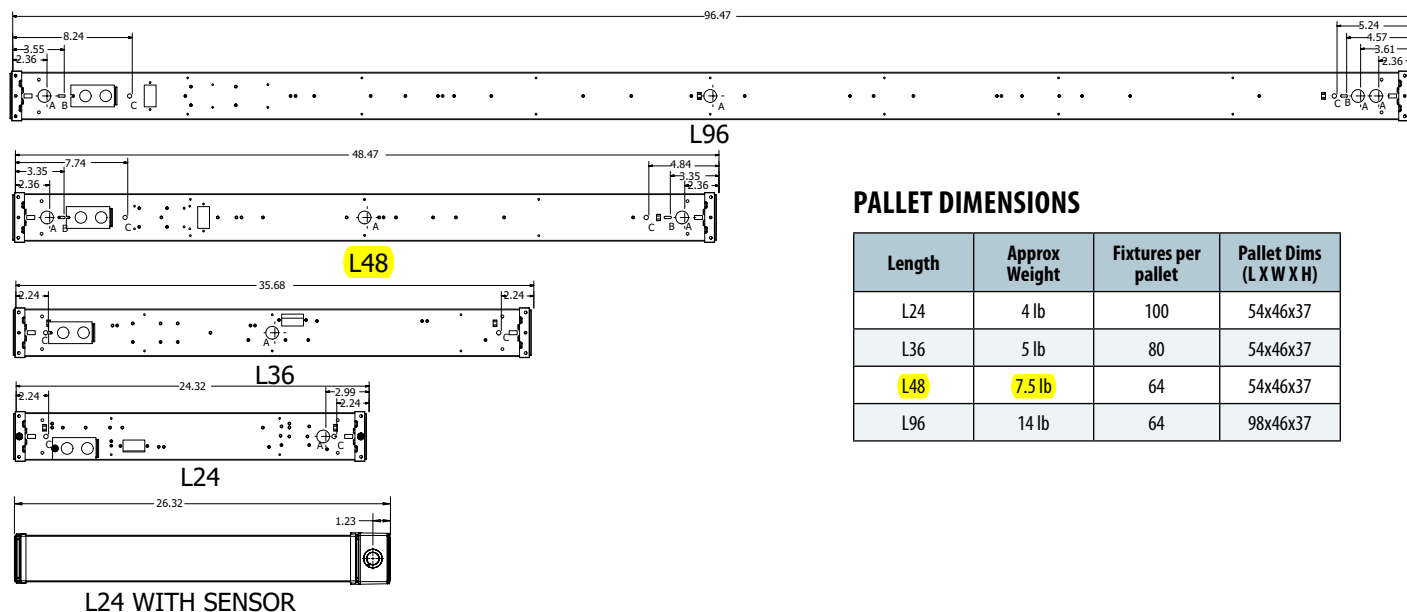 96.47
8.24
5.24
3.55
4.57
2.36
3.61
2.36
A B C A C B A A
L96
48.47
7.74
4.84
3.35
3.35
2.36
2.36
A B C A C B A
L48
35.68
2.24
2.24
C A C
L36
24.32
2.99
2.24
2.24
C A C
L24
26.32
1.23
L24 WITH SENSOR
PALLET DIMENSIONS
Length Approx Weight Fixtures per pallet Pallet Dims (L X W X H)
L24 4 lb 100 54x46x37
L36 5 lb 80 54x46x37
L48 7.5 lb 64 54x46x37
L96 14 lb 64 98x46x37